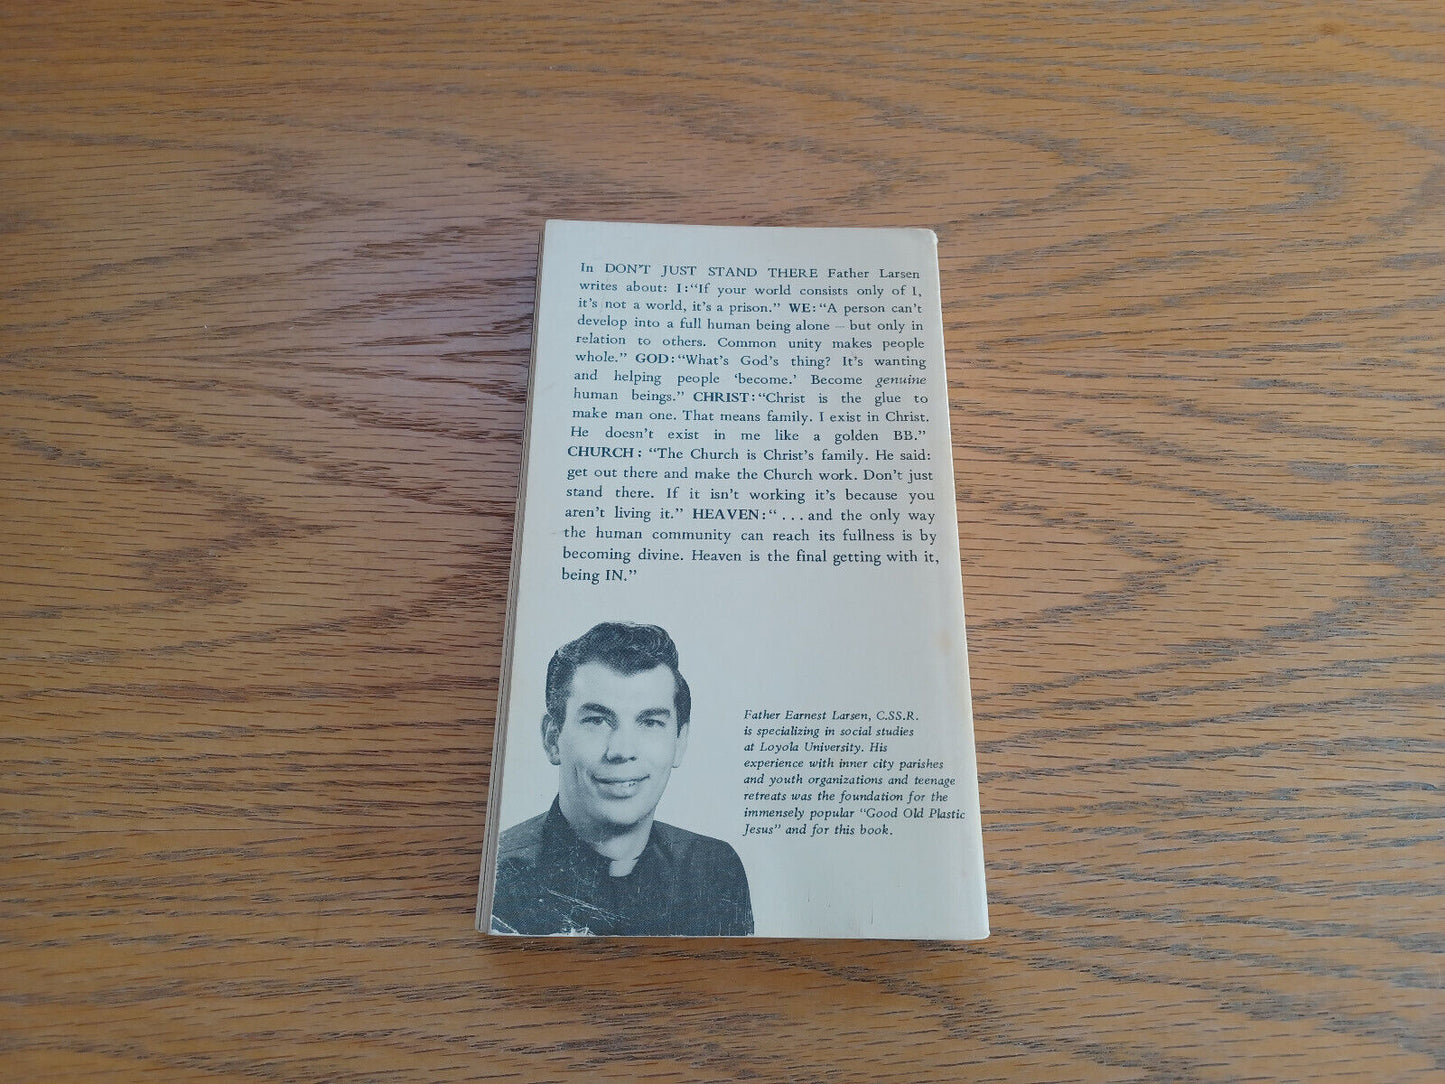 In DON'T JUST STAND THERE Father Larsen
writes about: I:“If your world consists only of I,
it's not a world, it's a prison.” WE:“A person can't
develop into a full human being alone – but only in
relation to others. Common unity makes people
whole.” GOD:“What's God's thing? It's wanting
and helping people ‘become.’ Become genuine
human beings.” CHRIST:“Christ is the glue to
make man one. That means family. I exist in Christ.
He doesn't exist in me like a golden BB.”
CHURCH: “The Church is Christ's family. He said:
get out there and make the Church work. Don't just
stand there. If it isn't working it's because you
aren't living it.” HEAVEN:“...and the only way
the human community can reach its fullness is by
becoming divine. Heaven is the final getting with it,
being IN.”
Father Earnest Larsen, C.SS.R.
is specializing in social studies
at Loyola University. His
experience with inner city parishes
and youth organizations and teenage
retreats was the foundation for the
immensely popular “Good Old Plastic
Jesus” and for this book.